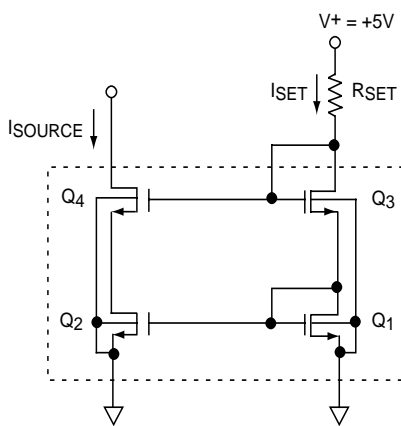 V+ = +5V
ISET
RSET
ISOURCE
Q4
Q3
Q2
Q1